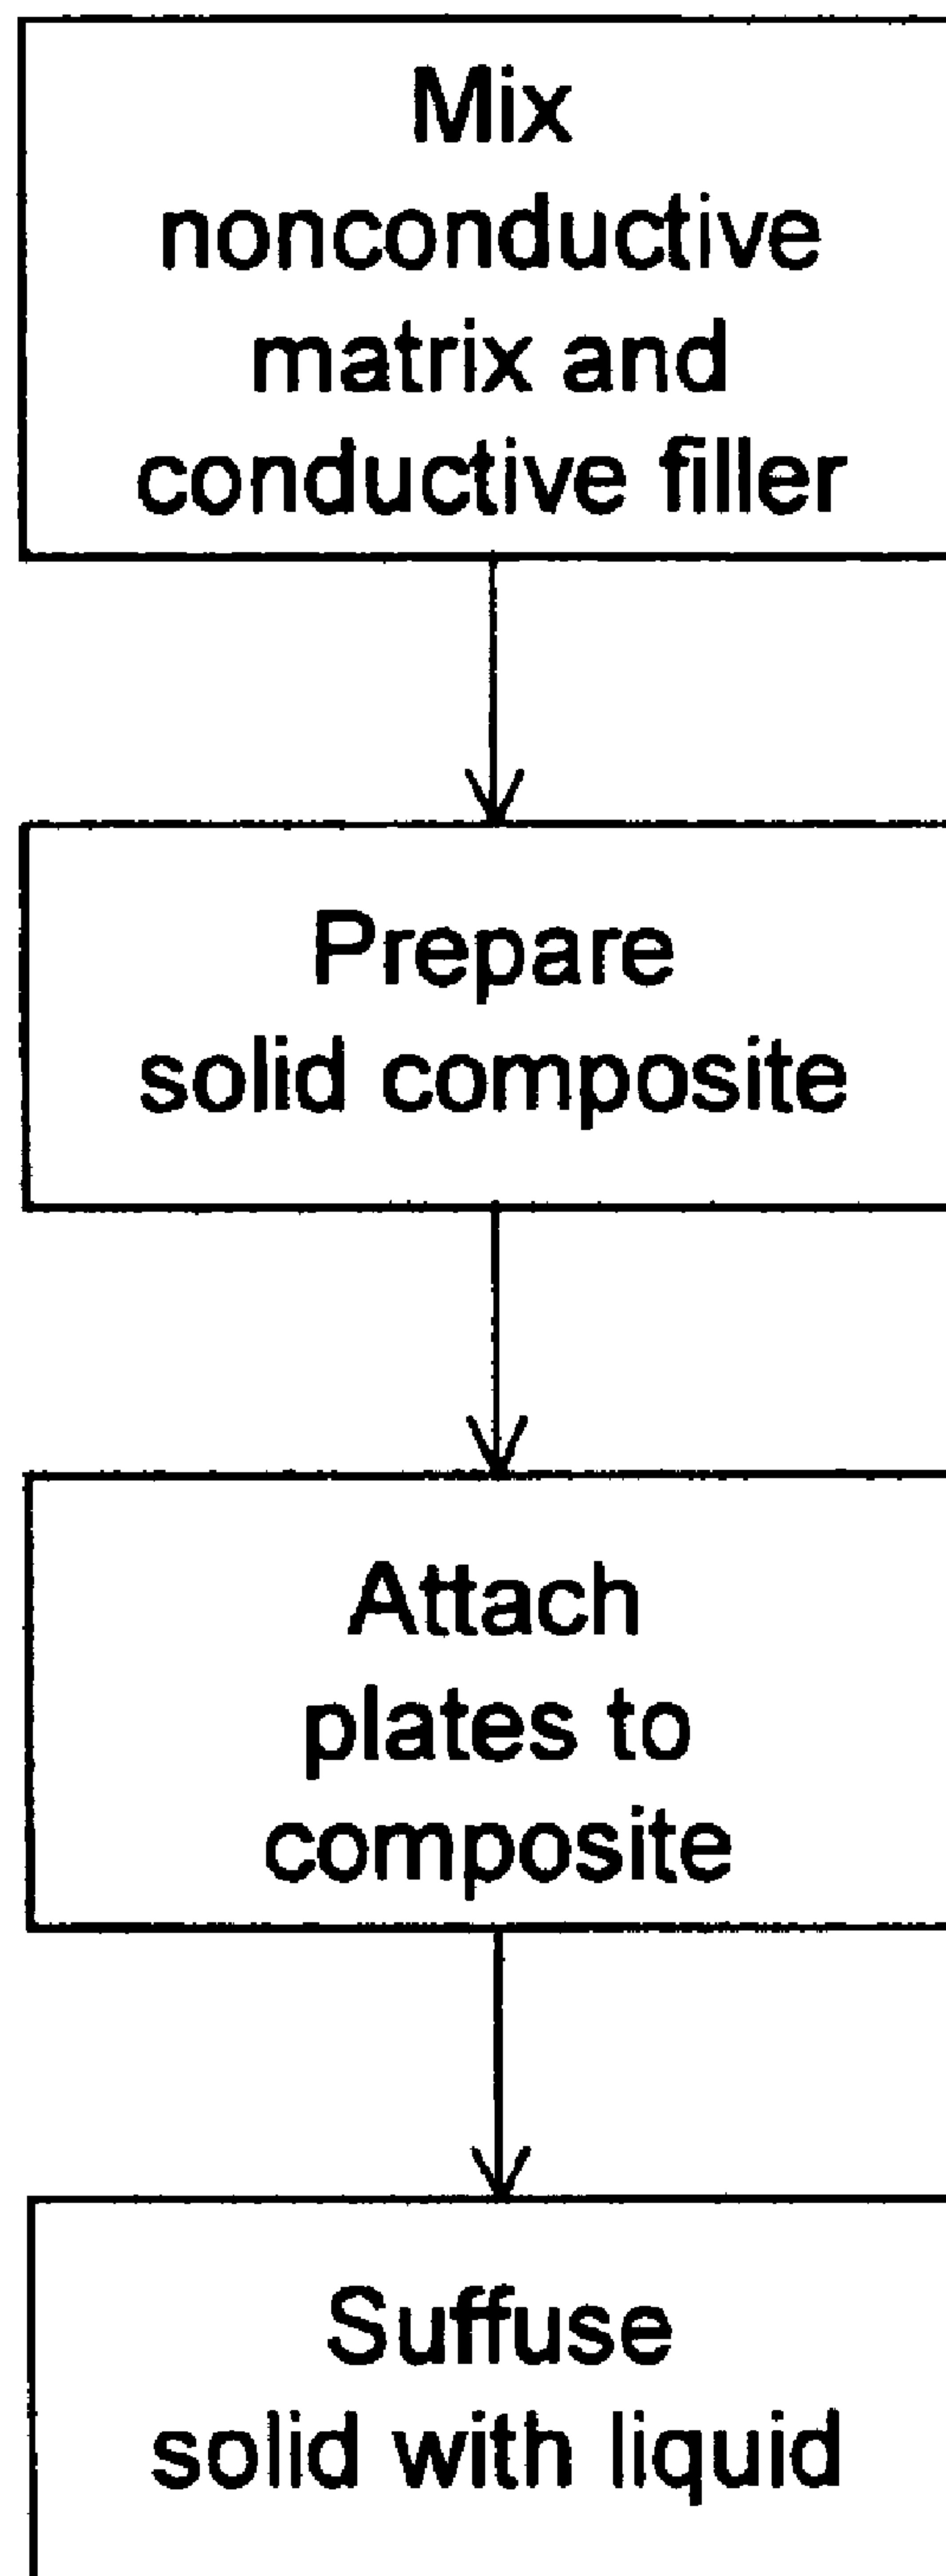 Mix
nonconductive
matrix and
conductive filler
Prepare
solid composite
Attach
plates to
composite
Suffuse
solid with liquid